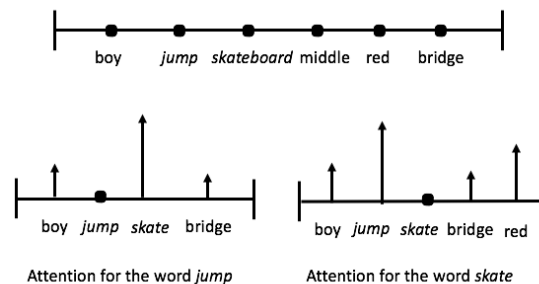 boy jump skateboard middle red bridge
boy jump skate bridge
boy jump skate bridge red
Attention for the word jump
Attention for the word skate